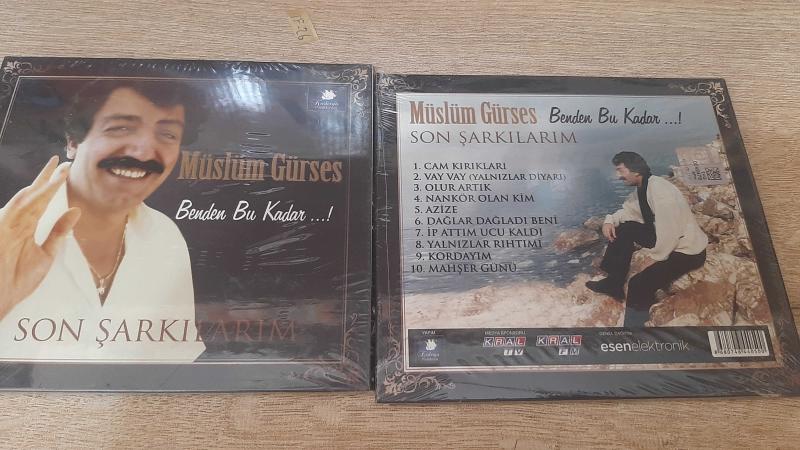 F-26
Müslüm Gürses
Benden Bu Kadar ...!
SON ŞARKILARIM
Müslüm Gürses Benden Bu Kadar ...!
SON ŞARKILARIM
1. CAM KIRIKLARI
2. VAY VAY (YALNIZLAR DİYARI)
3. OLUR ARTIK
4. NANKÖR OLAN KİM
5. AZİZE
6. DAĞLAR DAĞLADI BENİ
7. İP ATTIM UCU KALDI
8. YALNIZLAR RIHTIMI
9. KORDAYIM
10. MAHŞER GÜNÜ
YAPIM
MEDYA SPONSORU
KRAL TV
KRAL FM
GENEL DAĞITIM
esenelektronik